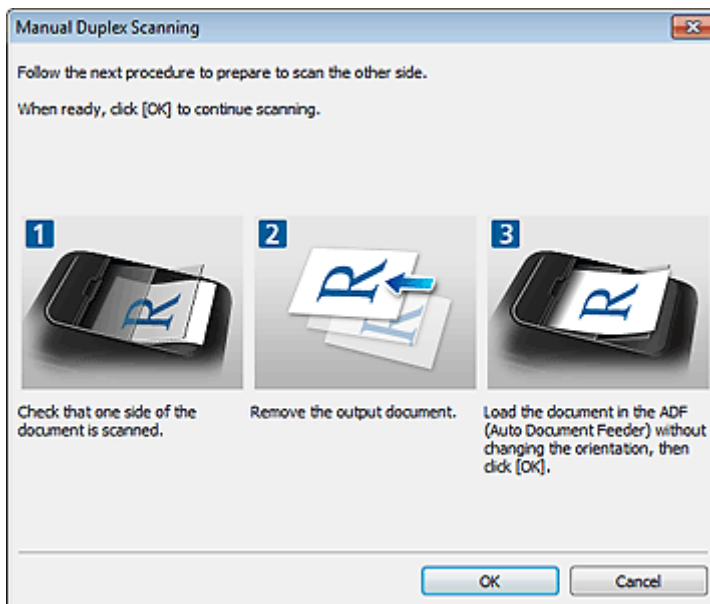 Manual Duplex Scanning
Follow the next procedure to prepare to scan the other side.
When ready, click [OK] to continue scanning.
1
R
2
R
R
3
R
Check that one side of the
document is scanned.
Remove the output document.
Load the document in the ADF
(Auto Document Feeder) without
changing the orientation, then
click [OK].
OK
Cancel